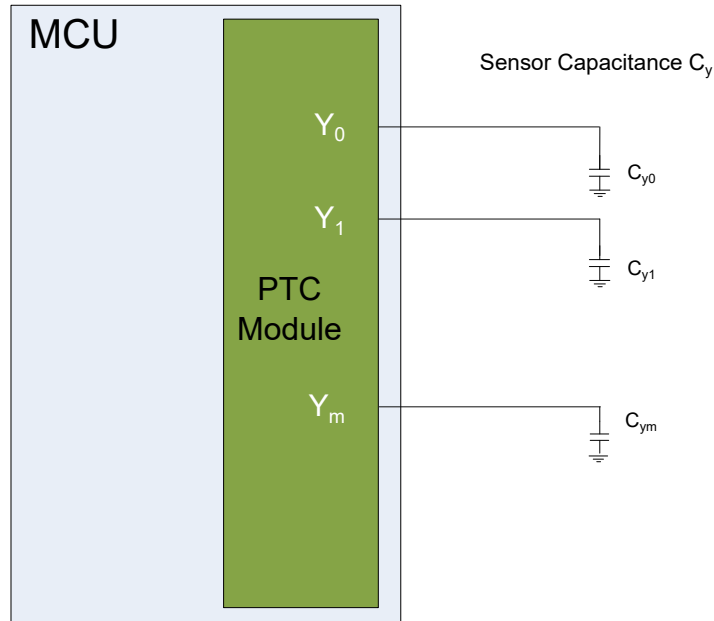 MCU
Sensor Capacitance Cy
Y0
Cy0
Y1
Cy1
PTC
Module
Ym
Cym